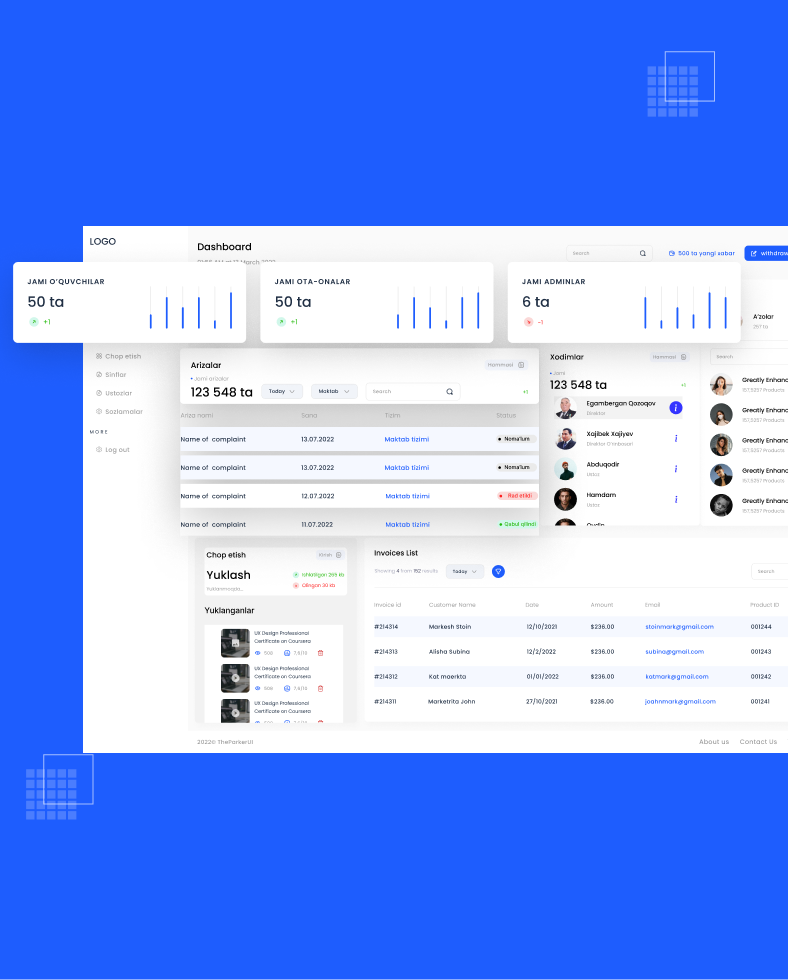 LOGO
Dashboard
Search
500 ta yangi xabar
withdraw
JAMI O'QUVCHILAR
50 ta
+1
JAMI OTA-ONALAR
50 ta
+1
JAMI ADMINLAR
6 ta
-1
A'zolar
257 ta
Chop etish
Sinflar
Ustozlar
Sozlamalar
MORE
Log out
Arizalar
Hammasi
Jami arizalar
123 548 ta
Today
Maktab
Search
+1
Ariza nomi
Sana
Tizim
Status
Name of complaint
13.07.2022
Maktab tizimi
Noma'lum
Name of complaint
13.07.2022
Maktab tizimi
Noma'lum
Name of complaint
12.07.2022
Maktab tizimi
Rad etildi
Name of complaint
11.07.2022
Maktab tizimi
Qabul qilindi
Xodimlar
Hammasi
Jami
123 548 ta
+1
Egambergan Qozoqov
Direktor
i
Xojibek Xojiyev
Direktor O'rinbosari
i
Abduqodir
Ustoz
i
Hamdam
Ustoz
i
Search
Greatly Enhanc
157,5257 Products
Greatly Enhanc
157,5257 Products
Greatly Enhanc
157,5257 Products
Greatly Enhanc
157,5257 Products
Greatly Enhanc
157,5257 Products
Chop etish
Kirish
Yuklash
Yuklanmoqda...
Ishlatilgan 265 kb
Olingan 30 kb
Yuklanganlar
UX Design Professional
Certificate on Coursera
508
7,6/10
UX Design Professional
Certificate on Coursera
508
7,6/10
UX Design Professional
Certificate on Coursera
Invoices List
Showing 4 from 152 results
Today
Search
Invoice id
Customer Name
Date
Amount
Email
Product ID
#214314
Markesh Stoin
12/10/2021
$236.00
stoinmark@gmail.com
001244
#214313
Alisha Subina
12/2/2022
$236.00
subina@gmail.com
001243
#214312
Kat maerkta
01/01/2022
$236.00
katmark@gmail.com
001242
#214311
Marketrita John
27/10/2021
$236.00
joahnmark@gmail.com
001241
2022© TheParkerUI
About us
Contact Us